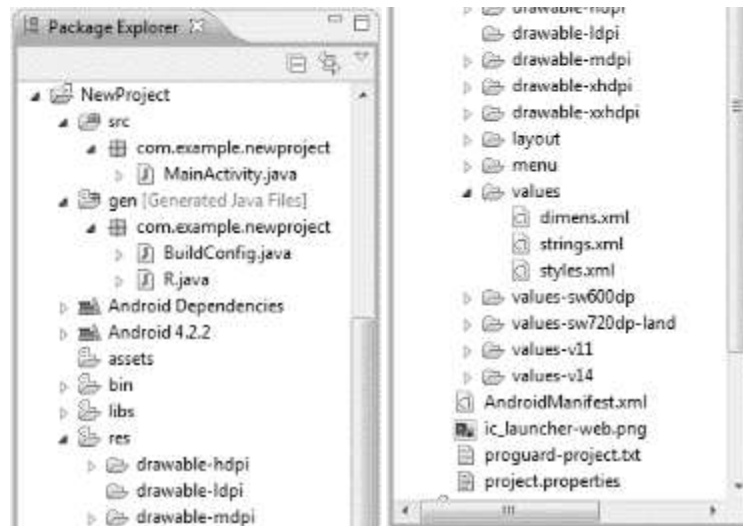 Package Explorer
NewProject
src
com.example.newproject
MainActivity.java
gen [Generated Java Files]
com.example.newproject
BuildConfig.java
R.java
Android Dependencies
Android 4.2.2
assets
bin
libs
res
drawable-hdpi
drawable-ldpi
drawable-mdpi
drawable-hdpi
drawable-ldpi
drawable-mdpi
drawable-xhdpi
drawable-xxhdpi
layout
menu
values
dimens.xml
strings.xml
styles.xml
values-sw600dp
values-sw720dp-land
values-v11
values-v14
AndroidManifest.xml
ic_launcher-web.png
proguard-project.txt
project.properties